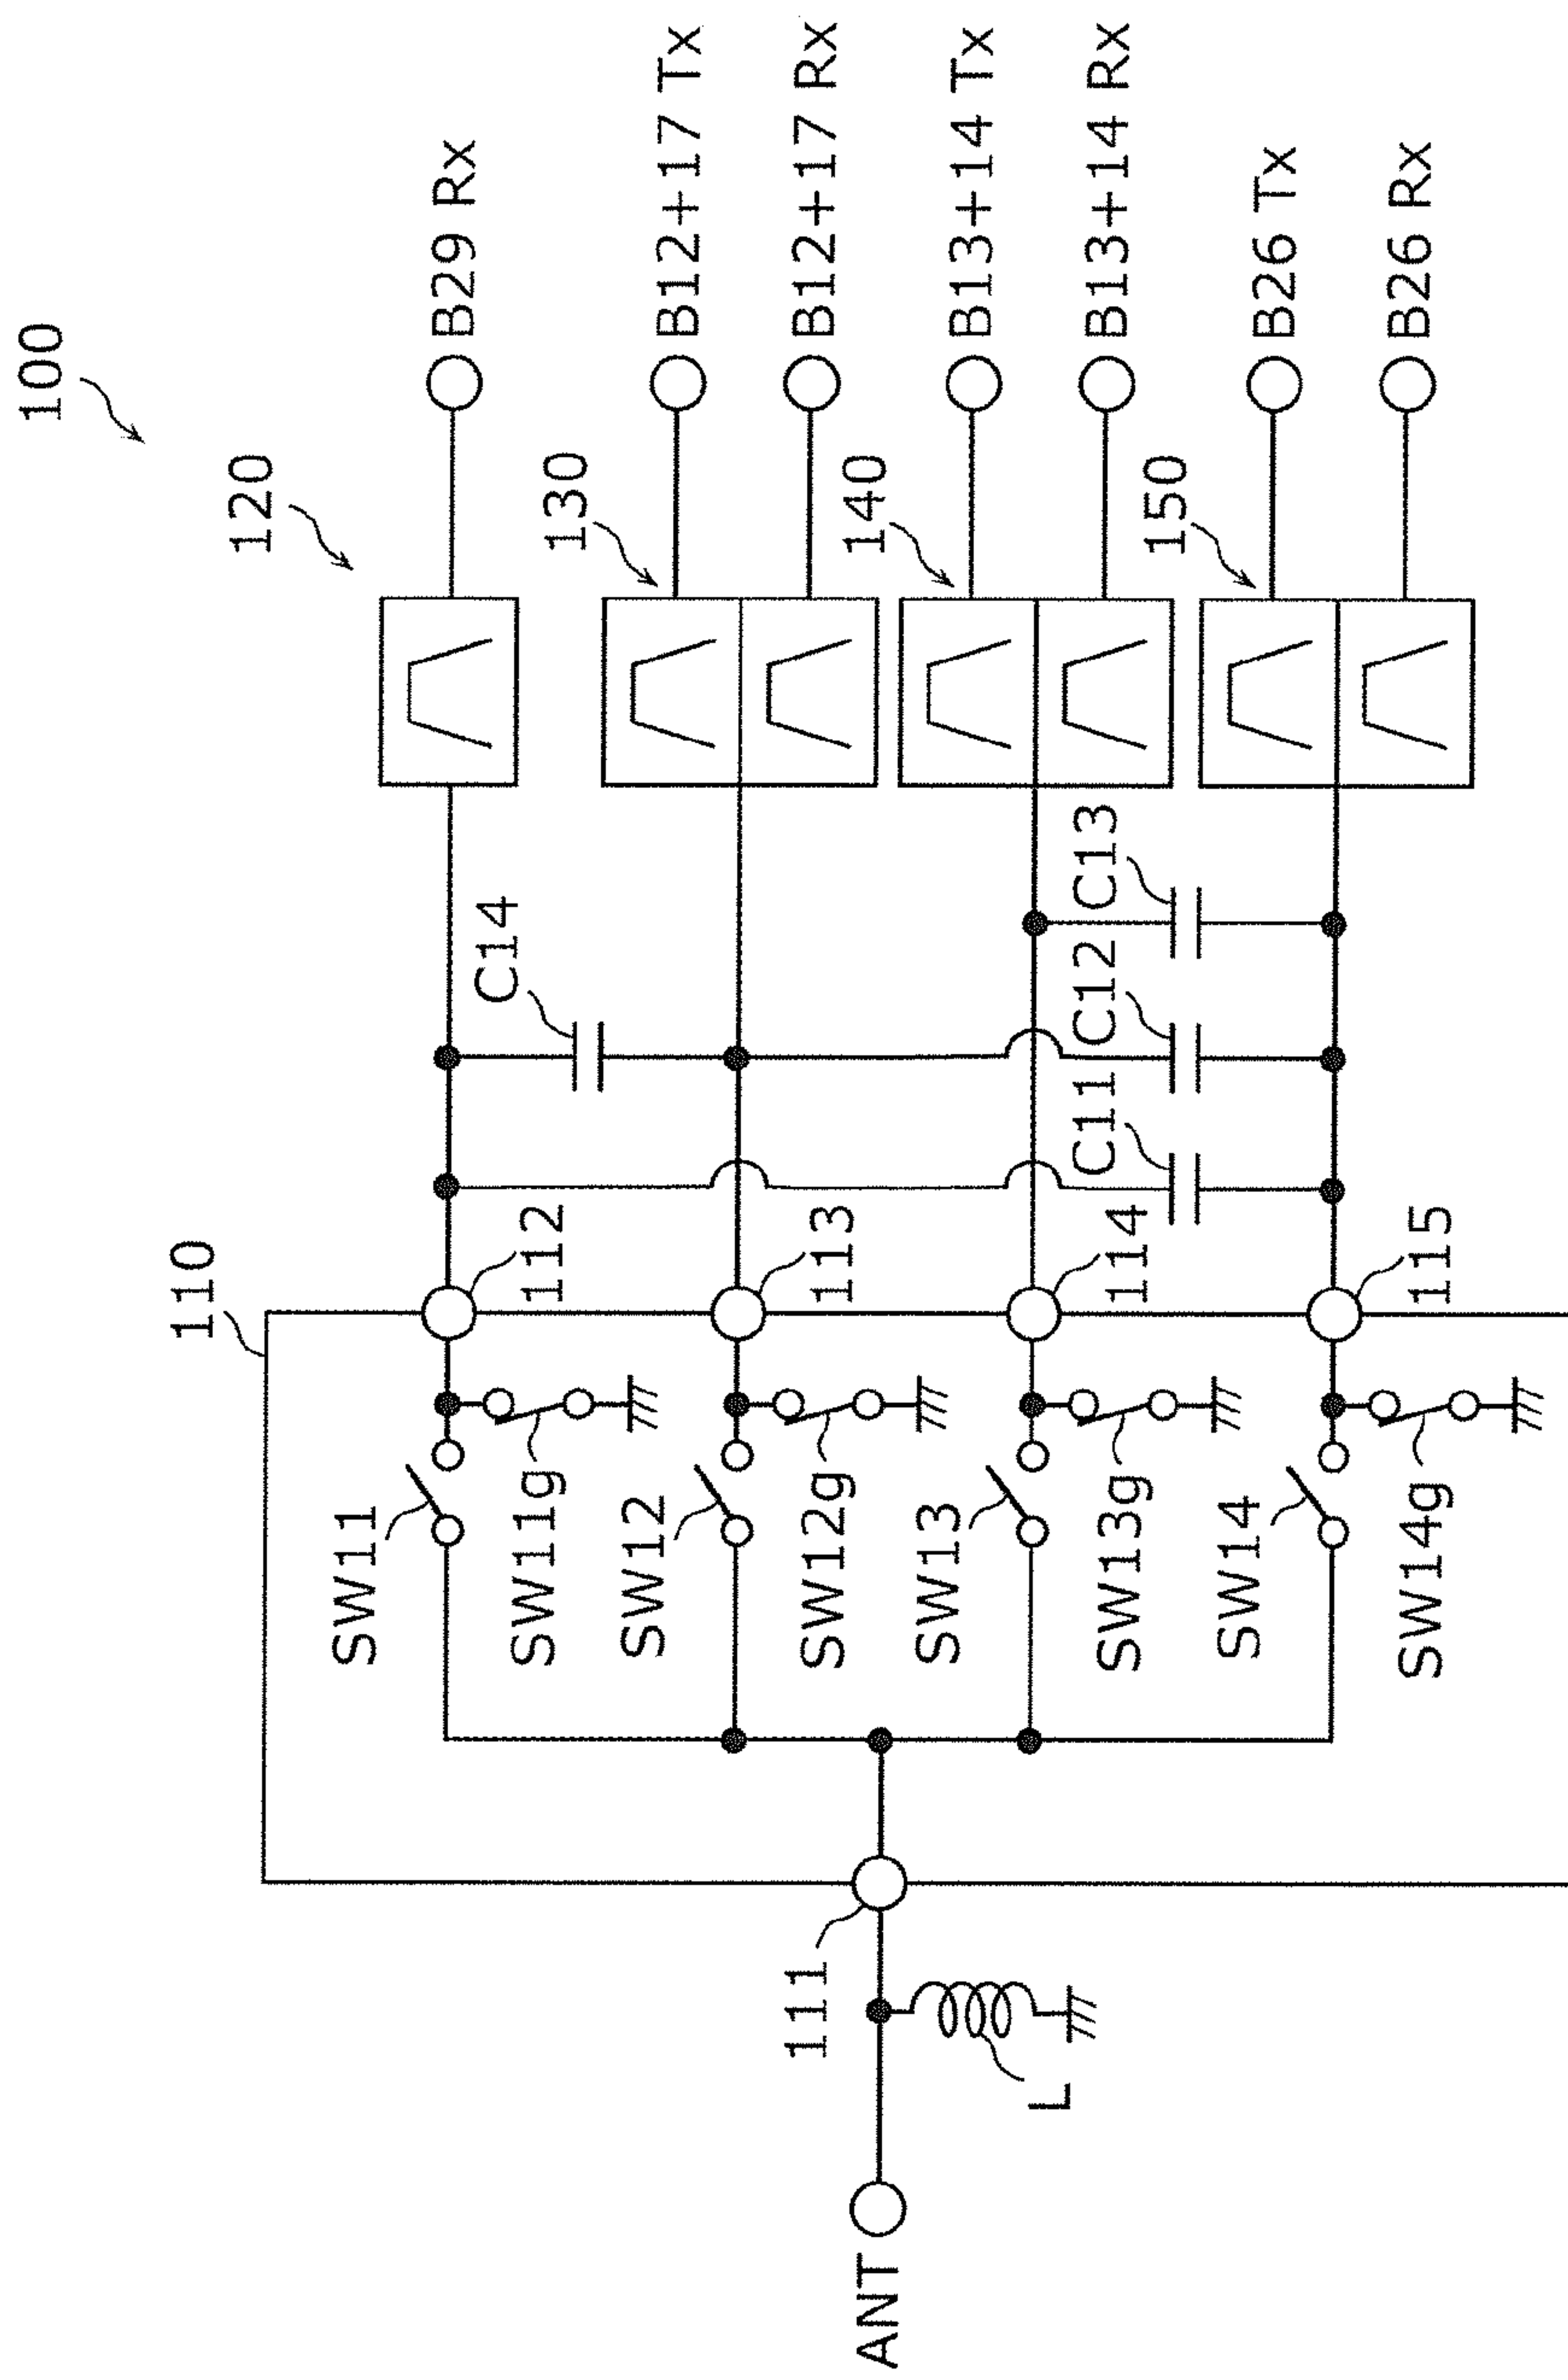 100
110
120
130
140
150
B29 Rx
B12+17 Tx
B12+17 Rx
B13+14 Tx
B13+14 Rx
B26 Tx
B26 Rx
C14
C13
C12
C11
112
113
114
115
SW11
SW11g
SW12
SW12g
SW13
SW13g
SW14
SW14g
111
L
ANT